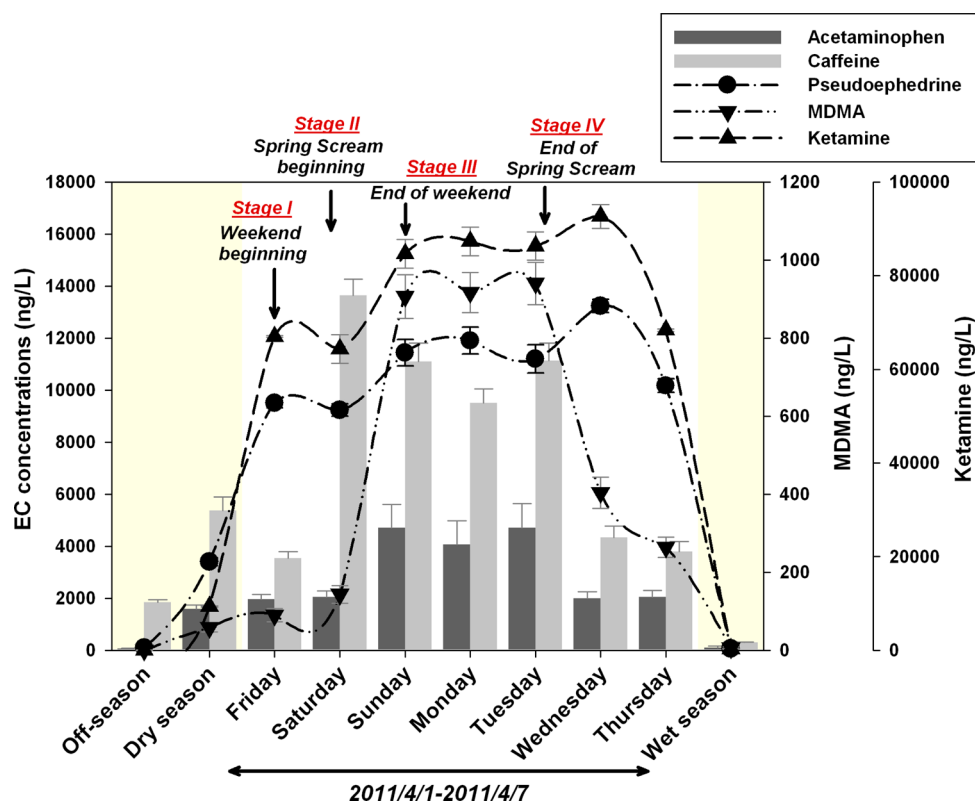 Acetaminophen
Caffeine
Pseudoephedrine
MDMA
Ketamine
Stage I
Weekend
beginning
Stage II
Spring Scream
beginning
Stage III
End of weekend
Stage IV
End of
Spring Scream
EC concentrations (ng/L)
18000
16000
14000
12000
10000
8000
6000
4000
2000
0
1200
1000
800
600
400
200
0
MDMA (ng/L)
100000
80000
60000
40000
20000
0
Ketamine (ng/L)
Off-season
Dry season
Friday
Saturday
Sunday
Monday
Tuesday
Wednesday
Thursday
Wet season
2011/4/1-2011/4/7